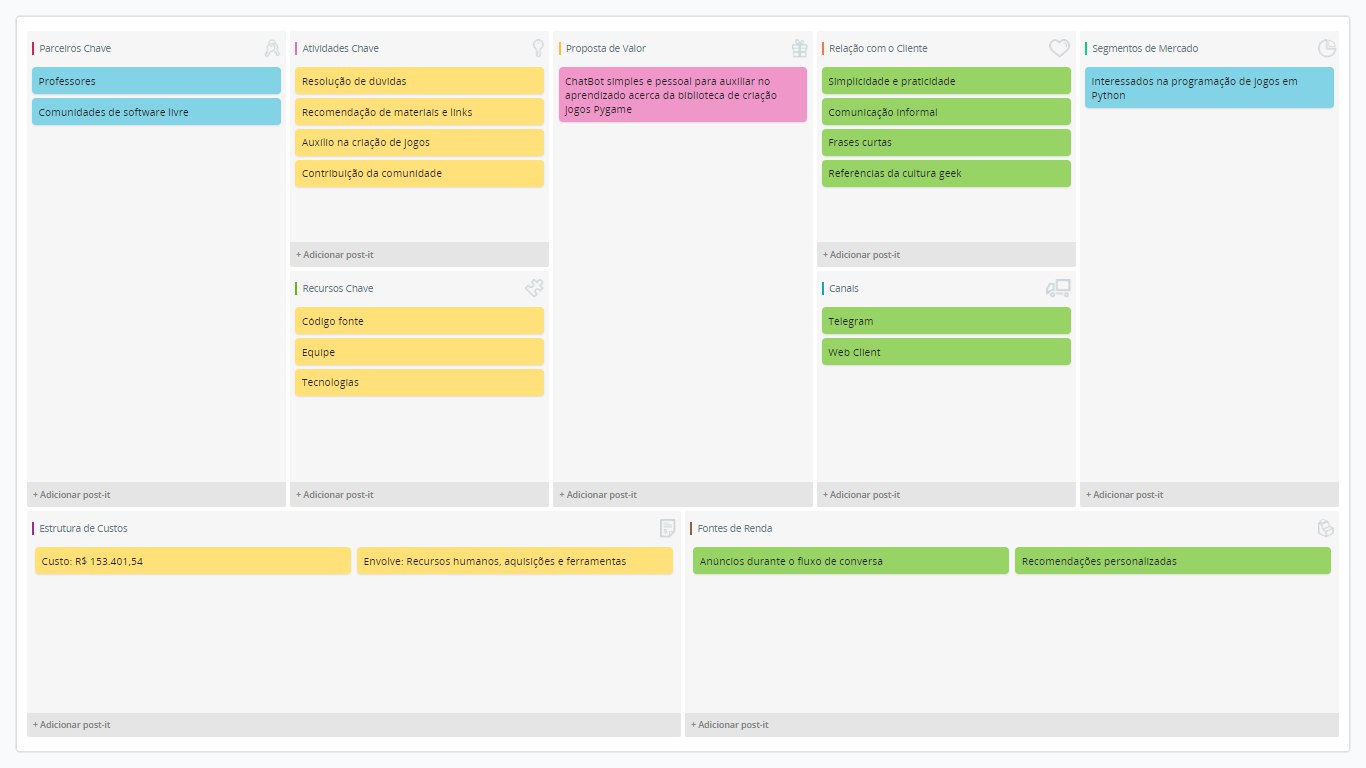 Parceiros Chave
Professores
Comunidades de software livre
+ Adicionar post-it
Atividades Chave
Resolução de dúvidas
Recomendação de materiais e links
Auxílio na criação de jogos
Contribuição da comunidade
+ Adicionar post-it
Recursos Chave
Código fonte
Equipe
Tecnologias
+ Adicionar post-it
Proposta de Valor
ChatBot simples e pessoal para auxiliar no
aprendizado acerca da biblioteca de criação
jogos Pygame
+ Adicionar post-it
Relação com o Cliente
Simplicidade e praticidade
Comunicação informal
Frases curtas
Referências da cultura geek
+ Adicionar post-it
Canais
Telegram
Web Client
+ Adicionar post-it
Segmentos de Mercado
Interessados na programação de jogos em
Python
+ Adicionar post-it
Estrutura de Custos
Custo: R$ 153.401,54
Envolve: Recursos humanos, aquisições e ferramentas
+ Adicionar post-it
Fontes de Renda
Anúncios durante o fluxo de conversa
Recomendações personalizadas
+ Adicionar post-it